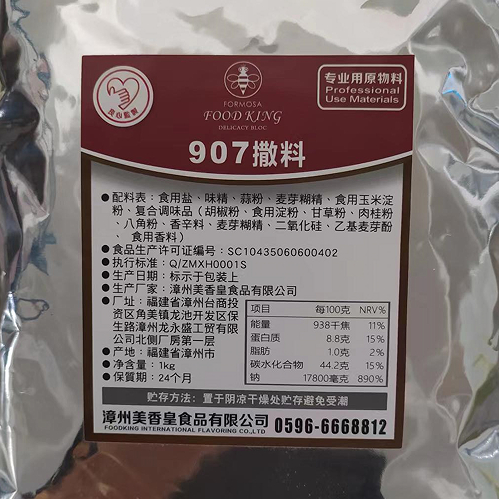 良心监制
FORMOSA
FOOD KING
DELICACY BLOC
专业用原物料
Professional
Use Materials
907撒料
●配料表：食用盐、味精、蒜粉、麦芽糊精、食用玉米淀
粉、复合调味品（胡椒粉、食用淀粉、甘草粉、肉桂粉
、八角粉、香辛料、麦芽糊精、二氧化硅、乙基麦芽酚
、食用香料）
●食品生产许可证编号：SC10435060600402
●执行标准：Q/ZMXH0001S
●生产日期：标示于包装上
●生产厂家：漳州美香皇食品有限公司
●厂址：福建省漳州台商投
资区角美镇龙池开发区保
生路漳州龙永盛工贸有限
公司北侧厂房第一层
●产地：福建省漳州市
●净含量：1kg
●保質期：24个月
项目 每100克 NRV%
能量 938千焦 11%
蛋白质 8.8克 15%
脂肪 1.0克 2%
碳水化合物 44.2克 15%
钠 17800毫克 890%
贮存方法：置于阴凉干燥处贮存避免受潮
漳州美香皇食品有限公司
FOODKING INTERNATIONAL FLAVORING CO.,LTD
0596-6668812